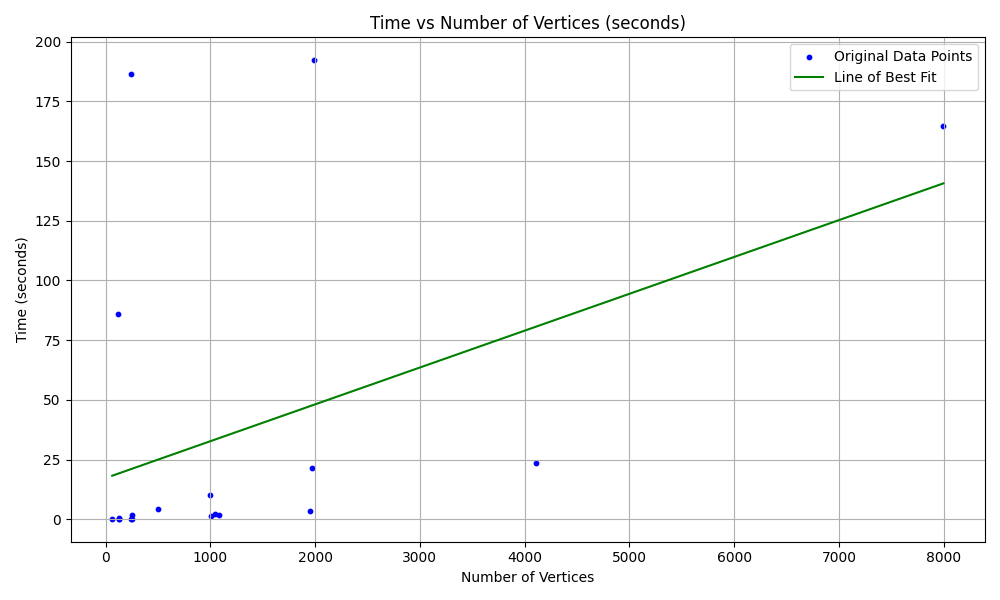 Time vs Number of Vertices (seconds)
Original Data Points
Line of Best Fit
Time (seconds)
200
175
150
125
100
75
50
25
0
0 1000 2000 3000 4000 5000 6000 7000 8000
Number of Vertices